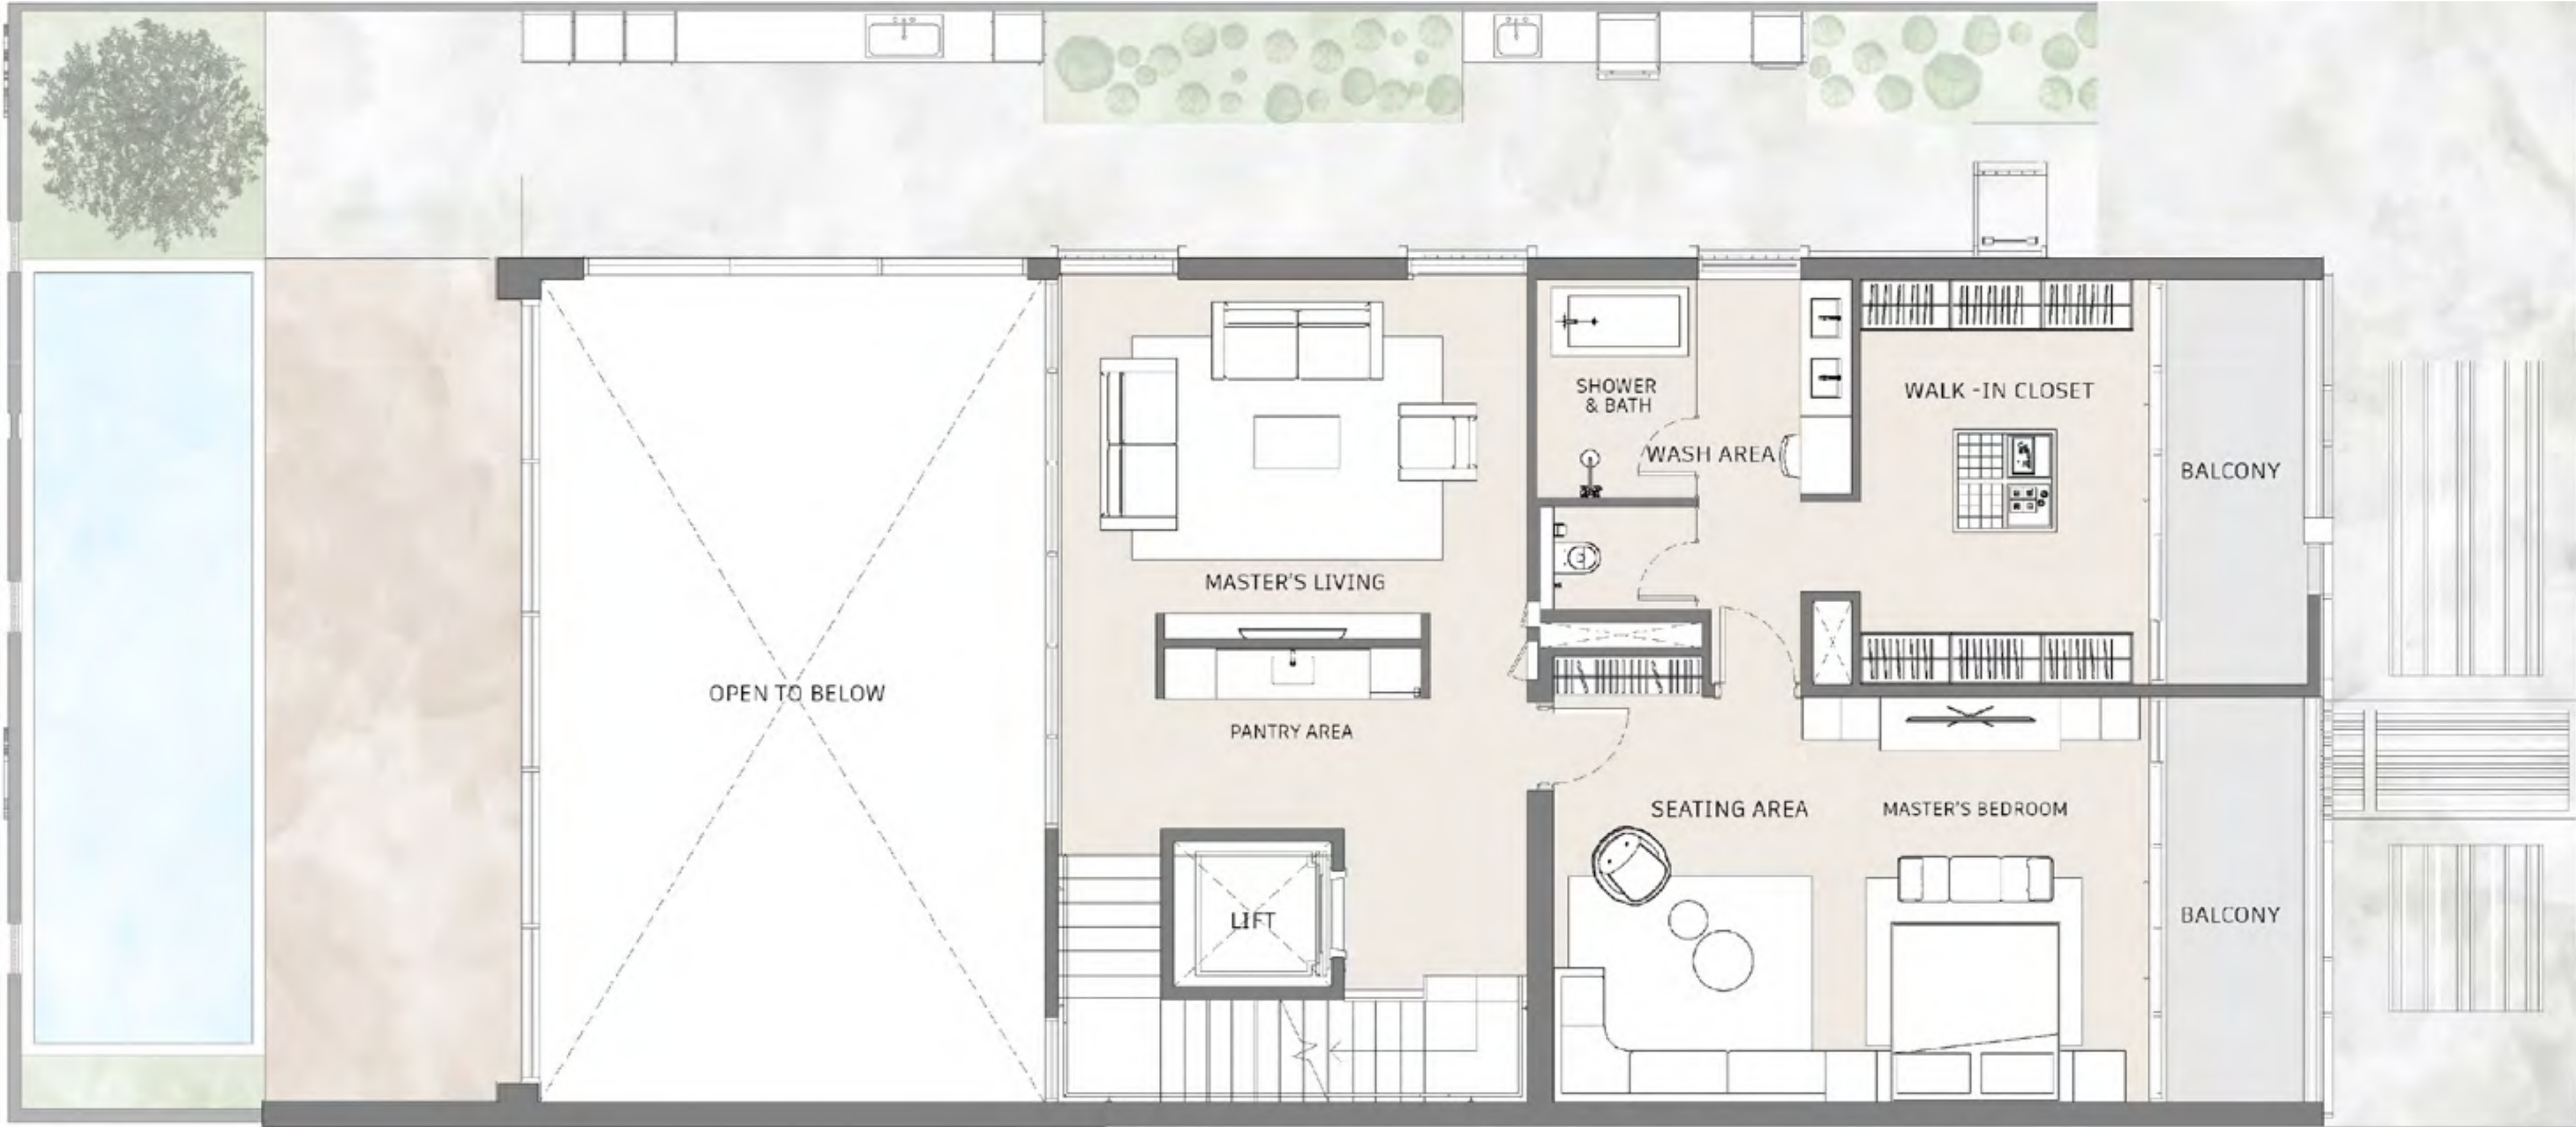 SHOWER
& BATH
WALK -IN CLOSET
WASH AREA
BALCONY
MASTER'S LIVING
OPEN TO BELOW
PANTRY AREA
SEATING AREA
MASTER'S BEDROOM
LIFT
BALCONY